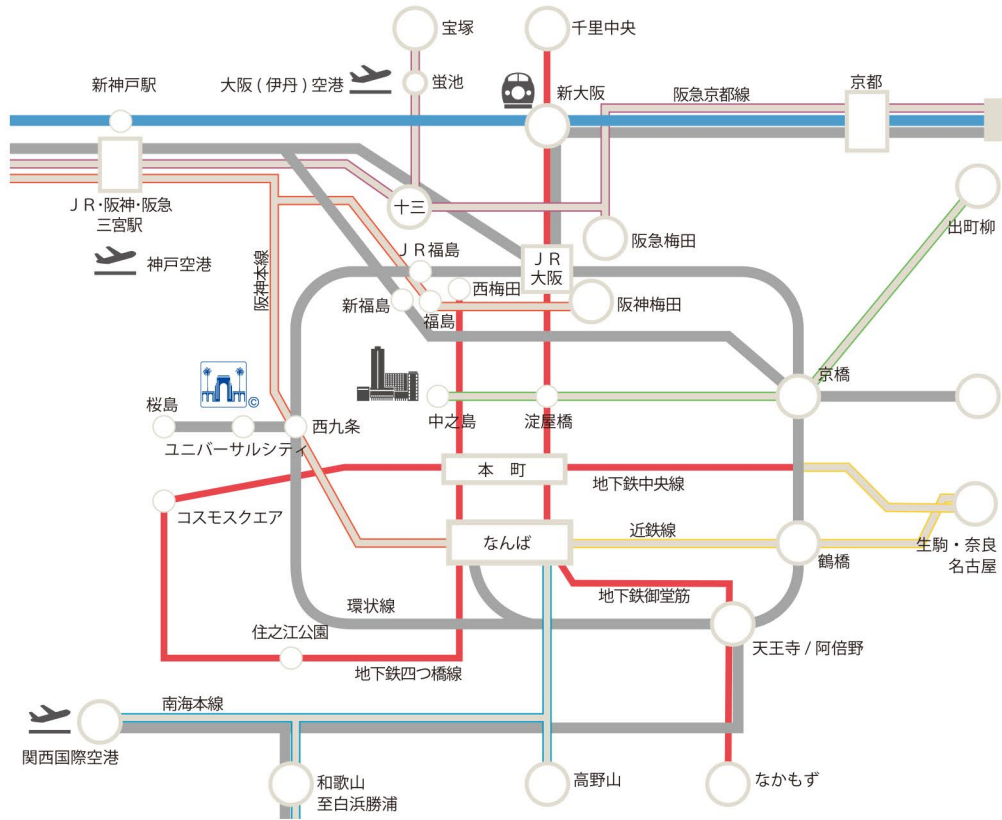 宝塚
千里中央
新神戸駅
大阪(伊丹)空港
蛍池
新大阪
阪急京都線
京都
JR・阪神・阪急
三宮駅
十三
出町柳
神戸空港
阪神本線
JR福島
阪急梅田
JR
大阪
西梅田
新福島
福島
阪神梅田
京橋
©
桜島
ユニバーサルシティ
西九条
中之島
淀屋橋
本 町
地下鉄中央線
コスモスクエア
なんば
近鉄線
鶴橋
生駒・奈良
名古屋
環状線
地下鉄御堂筋
住之江公園
地下鉄四つ橋線
天王寺/阿倍野
南海本線
関西国際空港
和歌山
至白浜勝浦
高野山
なかもず